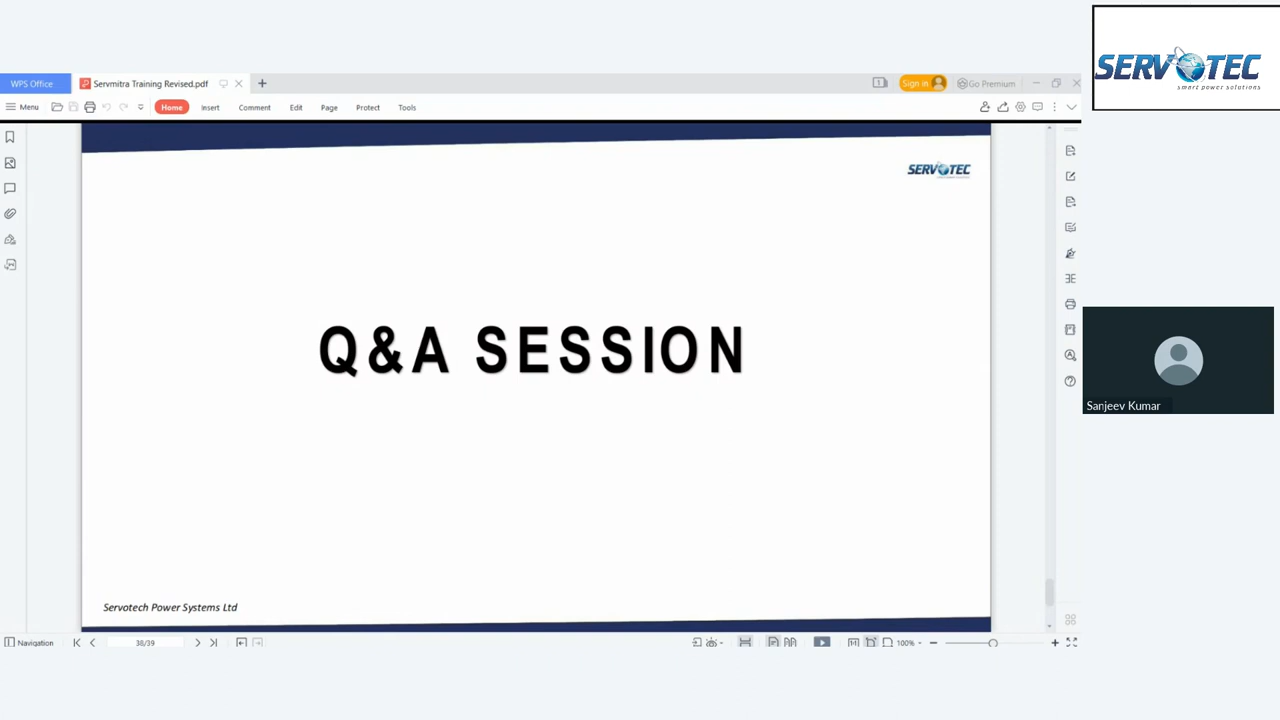 SERVOTEC
smart power solutions
WPS Office
Servmitra Training Revised.pdf
Sign in
Go Premium
Menu
Home
Insert
Comment
Edit
Page
Protect
Tools
SERVOTEC
Q&A SESSION
Sanjeev Kumar
Servotech Power Systems Ltd
Navigation
38/39
100%